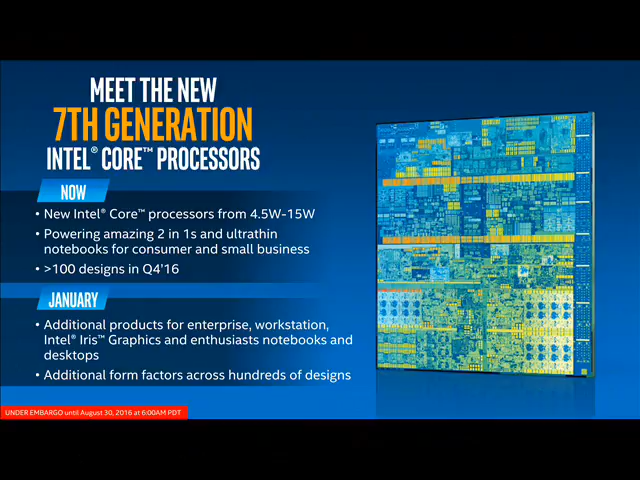 MEET THE NEW
7TH GENERATION
INTEL® CORE™ PROCESSORS
NOW
• New Intel® Core™ processors from 4.5W-15W
• Powering amazing 2 in 1s and ultrathin
notebooks for consumer and small business
• >100 designs in Q4'16
JANUARY
• Additional products for enterprise, workstation,
Intel® Iris™ Graphics and enthusiasts notebooks and
desktops
• Additional form factors across hundreds of designs
UNDER EMBARGO until August 30, 2016 at 6:00AM PDT